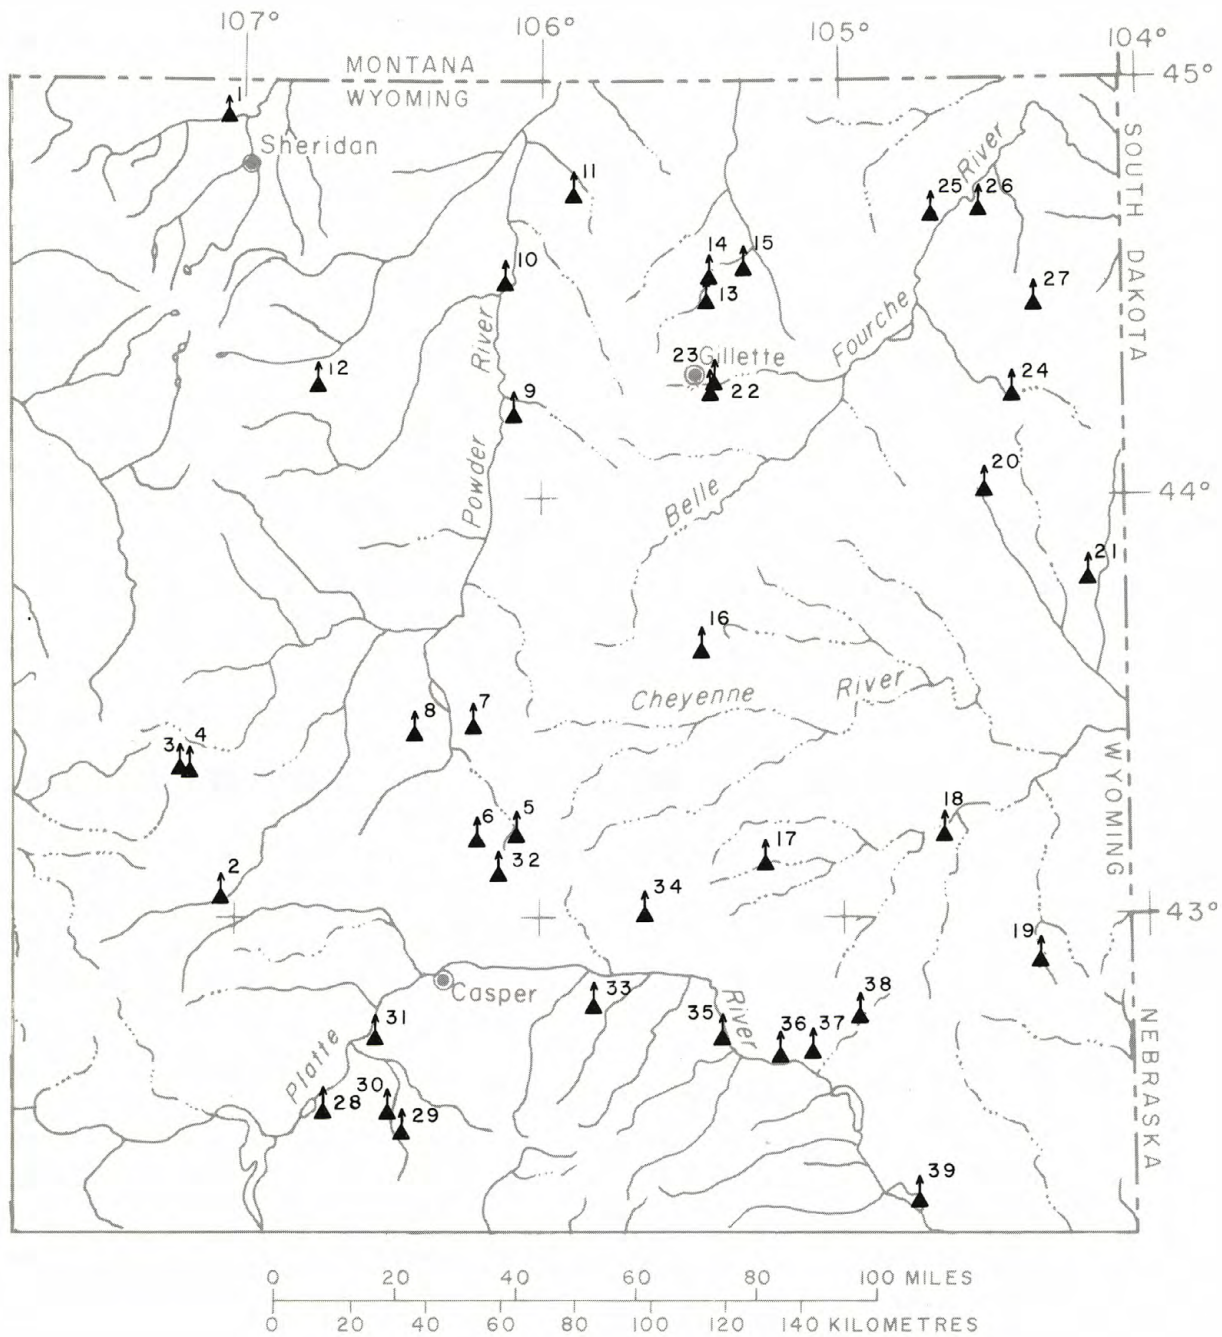 107°
106°
105°
104°
MONTANA
WYOMING
45°
1
Sheridan
SOUTH DAKOTA
11
River
25
26
14
15
10
13
27
River
Fourche
23
Gillette
12
22
24
9
Powder
20
Belle
44°
21
16
River
Cheyenne
8
7
3
4
WYOMING
18
6
5
17
32
2
34
43°
19
Casper
33
River
38
31
35
36
37
NEBRASKA
Platte
30
28
29
39
0 20 40 60 80 100 MILES
0 20 40 60 80 100 120 140 KILOMETRES